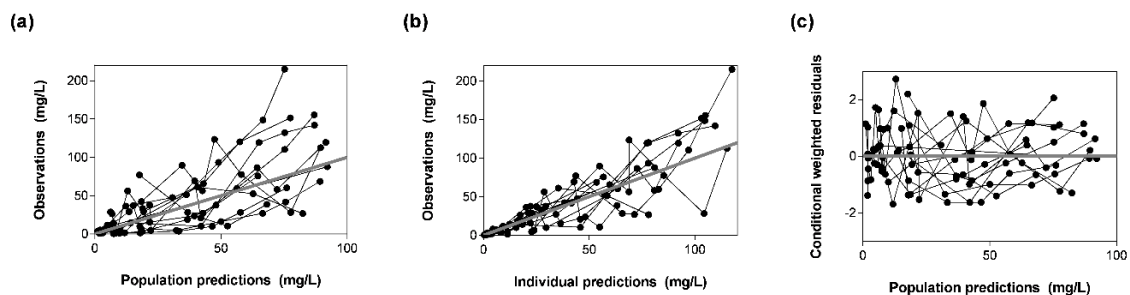 (a)
(b)
(c)
Observations (mg/L)
200
150
100
50
0
0
50
100
Population predictions (mg/L)
Observations (mg/L)
200
150
100
50
0
0
50
100
Individual predictions (mg/L)
Conditional weighted residuals
2
0
-2
0
50
100
Population predictions (mg/L)